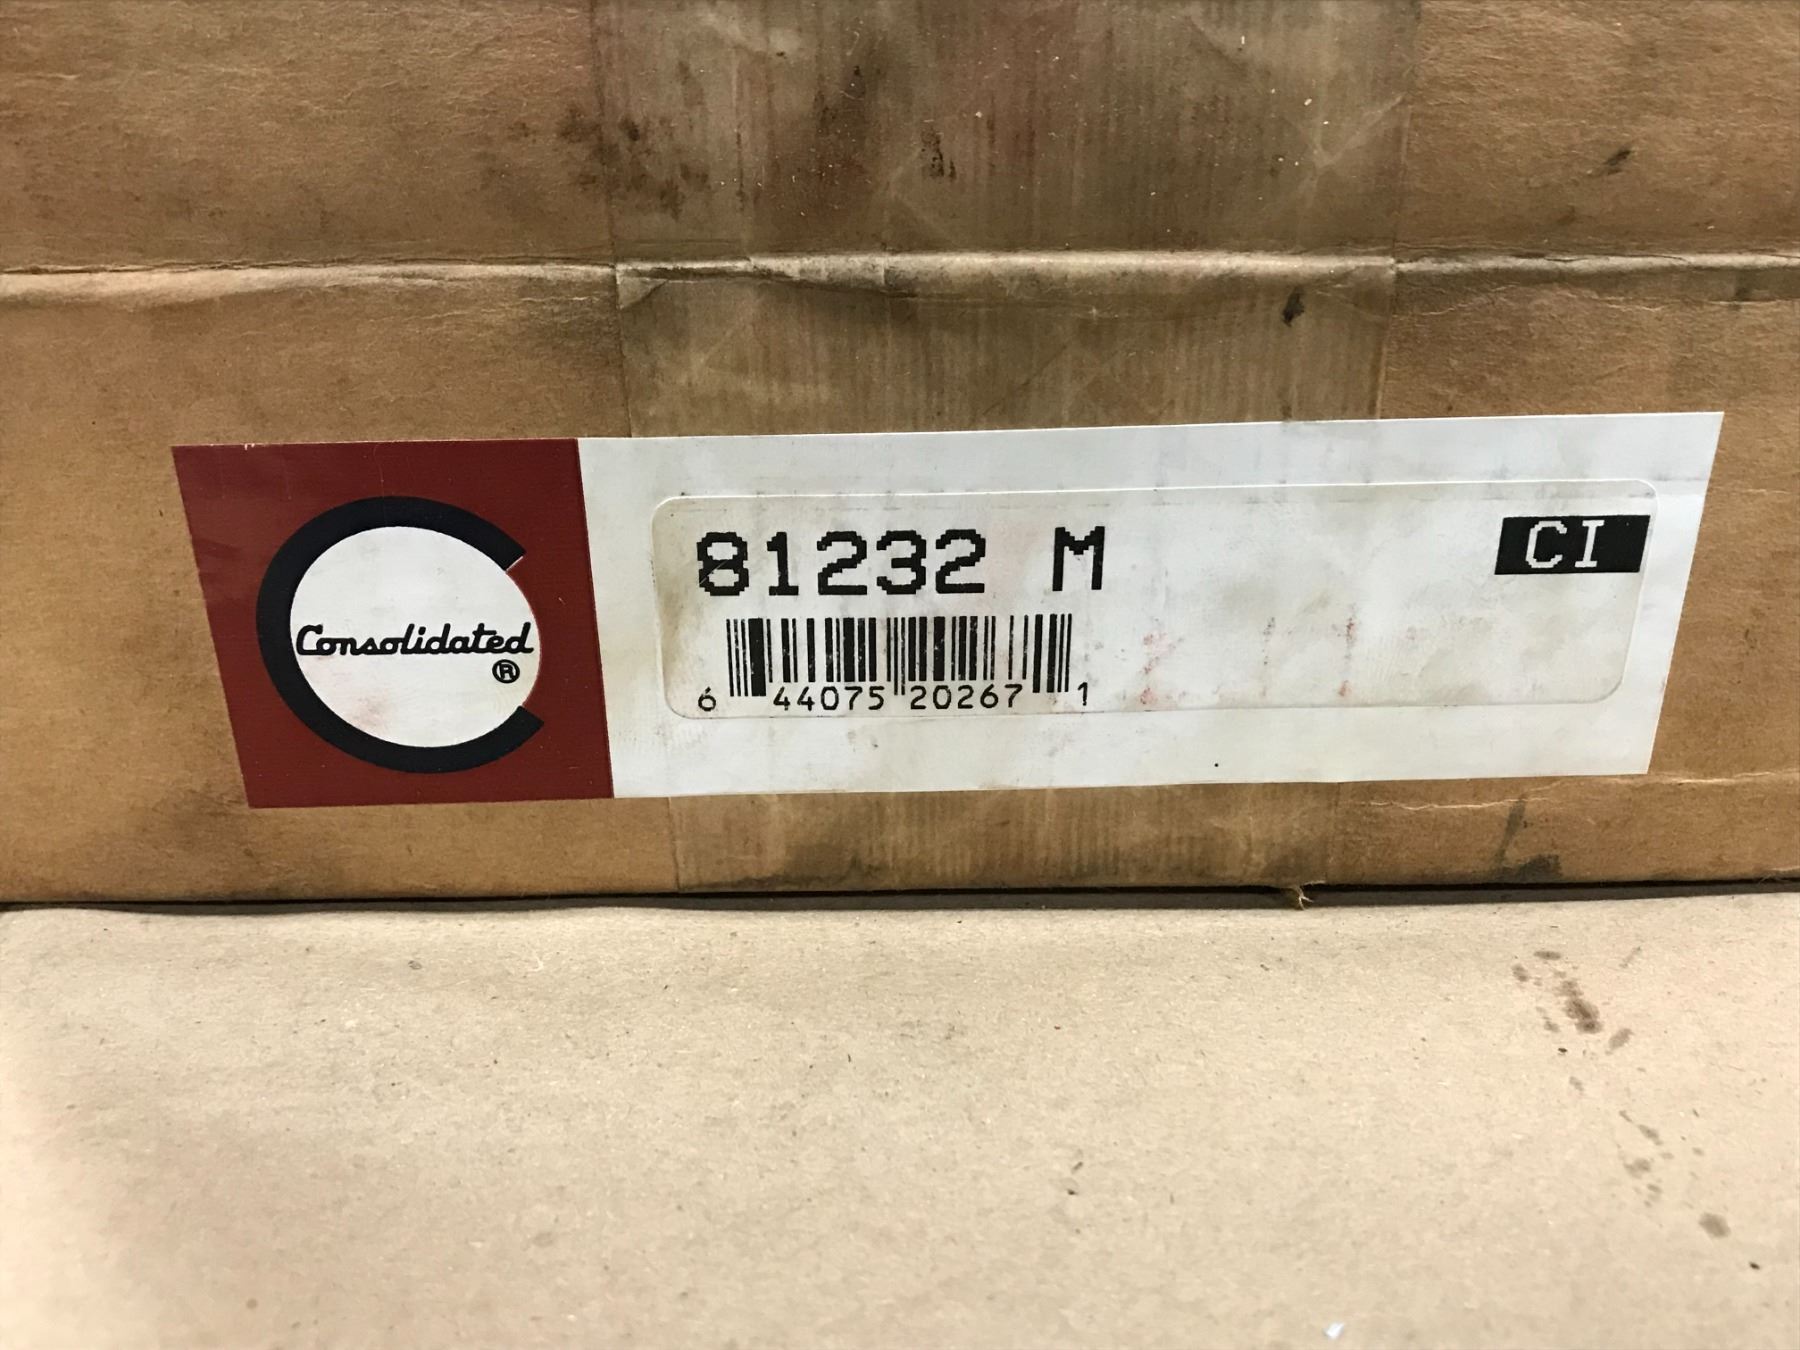 Consolidated
®
81232 M
CI
6 44075 20267 1